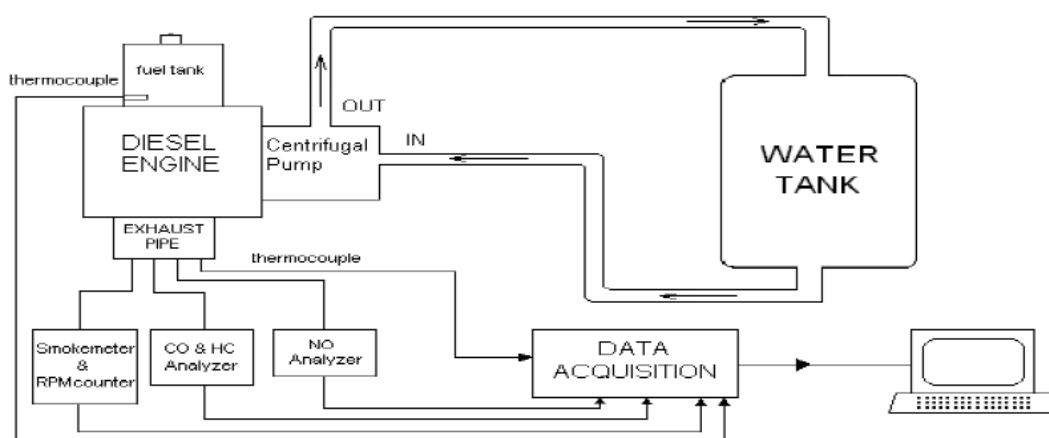 fuel tank
thermocouple
OUT
DIESEL
ENGINE
Centrifugal
Pump
IN
WATER
TANK
EXHAUST
PIPE
thermocouple
Smokemeter
&
RPMcounter
CO & HC
Analyzer
NO
Analyzer
DATA
ACQUISITION